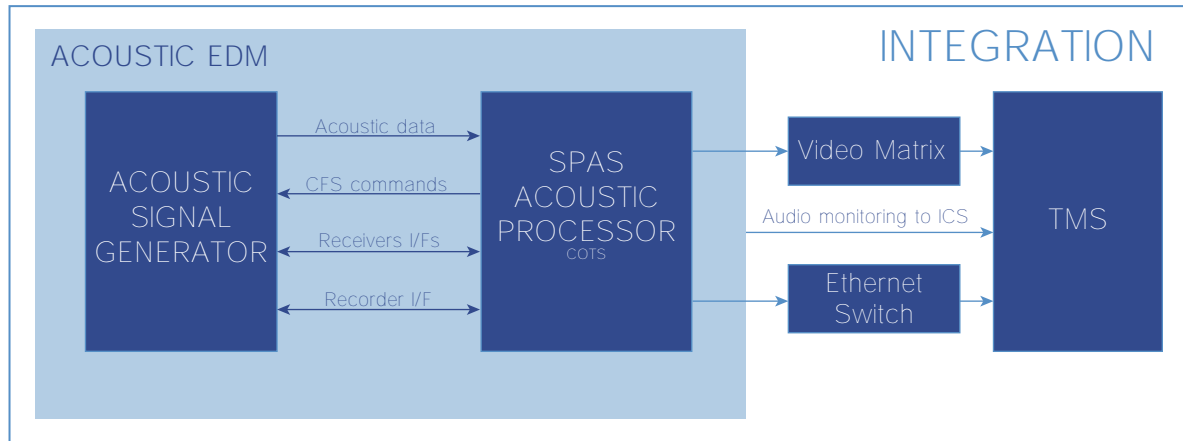 INTEGRATION
ACOUSTIC EDM
ACOUSTIC
SIGNAL
GENERATOR
Acoustic data
CFS commands
Receivers I/Fs
Recorder I/F
SPAS
ACOUSTIC
PROCESSOR
COTS
Video Matrix
Audio monitoring to ICS
Ethernet
Switch
TMS